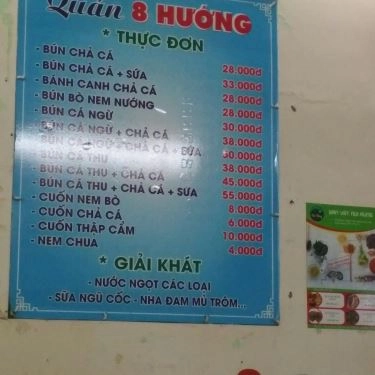 Quán 8 HƯỚNG
* THỰC ĐƠN
- BÚN CHẢ CÁ 28.000đ
- BÚN CHẢ CÁ + SỨA 33.000đ
- BÁNH CANH CHẢ CÁ 28.000đ
- BÚN BÒ NEM NƯỚNG 28.000đ
- BÚN CÁ NGỪ 30.000đ
- BÚN CÁ NGỪ + CHẢ CÁ 38.000đ
- BÚN CÁ NGỪ + CHẢ CÁ + SỨA 50.000đ
- BÚN CÁ THU 38.000đ
- BÚN CÁ THU + CHẢ CÁ 45.000đ
- BÚN CÁ THU + CHẢ CÁ + SỨA 55.000đ
- CUỐN NEM BÒ 8.000đ
- CUỐN CHẢ CÁ 6.000đ
- CUỐN THẬP CẨM 10.000đ
- NEM CHUA 4.000đ
* GIẢI KHÁT
- NƯỚC NGỌT CÁC LOẠI
- SỮA NGŨ CỐC - NHA ĐAM MỦ TRÔM...